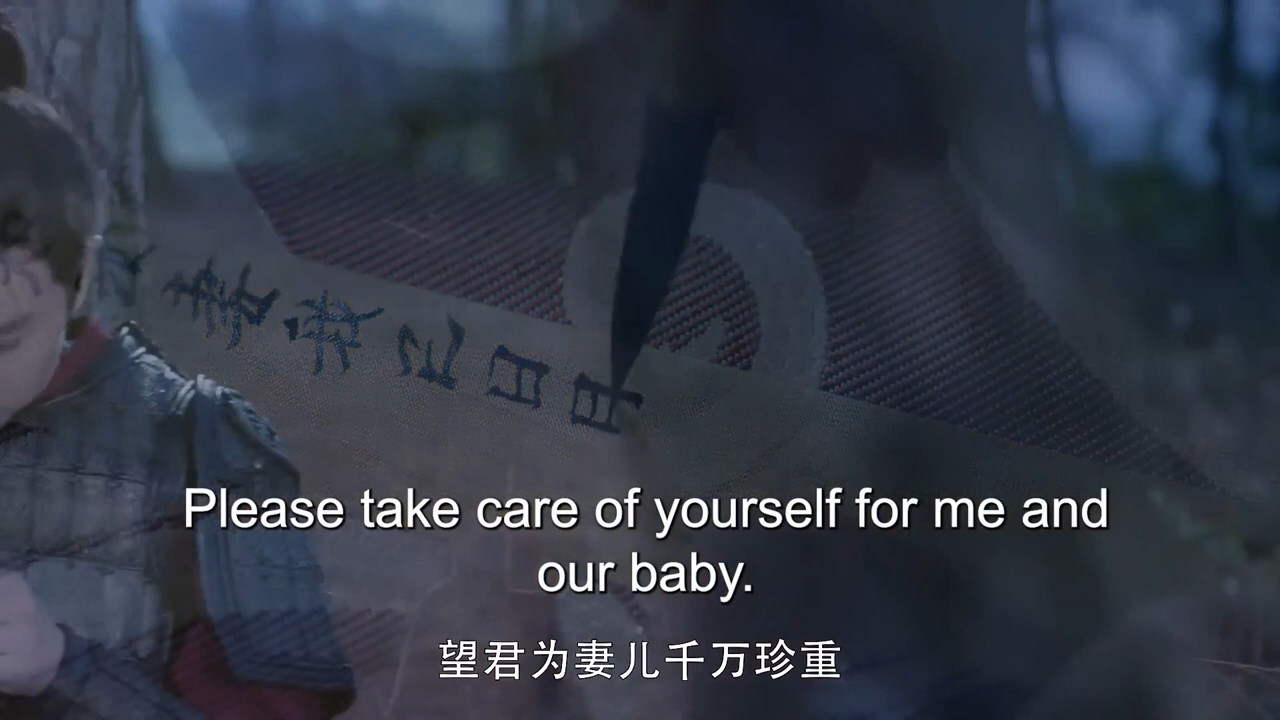 Please take care of yourself for me and
our baby.
望君为妻儿千万珍重